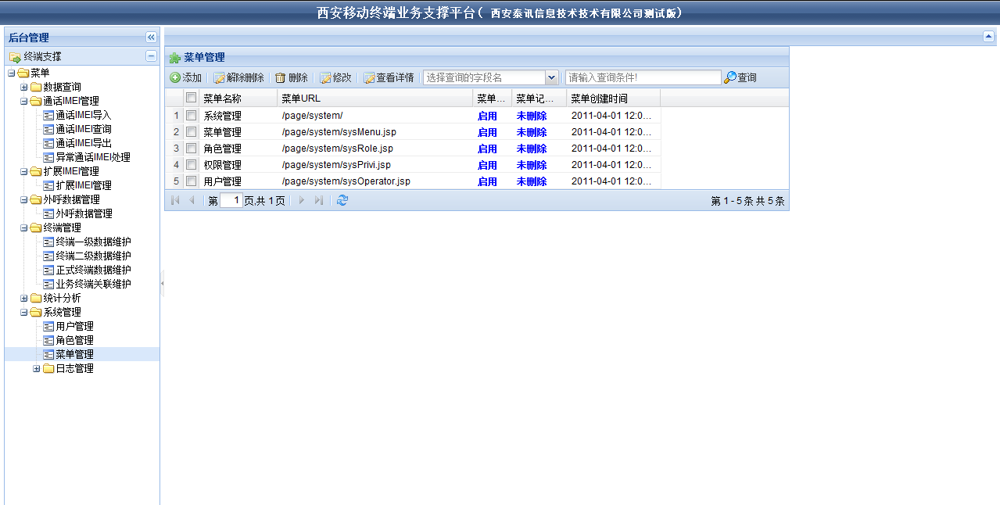 西安移动终端业务支撑平台( 西安泰讯信息技术技术有限公司测试版)
后台管理
终端支撑
菜单
数据查询
通话IMEI管理
通话IMEI导入
通话IMEI查询
通话IMEI导出
异常通话IMEI处理
扩展IMEI管理
扩展IMEI管理
外呼数据管理
外呼数据管理
终端管理
终端一级数据维护
终端二级数据维护
正式终端数据维护
业务终端关联维护
统计分析
系统管理
用户管理
角色管理
菜单管理
日志管理
菜单管理
添加 解除删除 删除 修改 查看详情 选择查询的字段名 请输入查询条件! 查询
菜单名称 菜单URL 菜单... 菜单记... 菜单创建时间
1 系统管理 /page/system/ 启用 未删除 2011-04-01 12:0...
2 菜单管理 /page/system/sysMenu.jsp 启用 未删除 2011-04-01 12:0...
3 角色管理 /page/system/sysRole.jsp 启用 未删除 2011-04-01 12:0...
4 权限管理 /page/system/sysPrivi.jsp 启用 未删除 2011-04-01 12:0...
5 用户管理 /page/system/sysOperator.jsp 启用 未删除 2011-04-01 12:0...
第 1 页,共 1 页 第 1 - 5 条 共 5 条